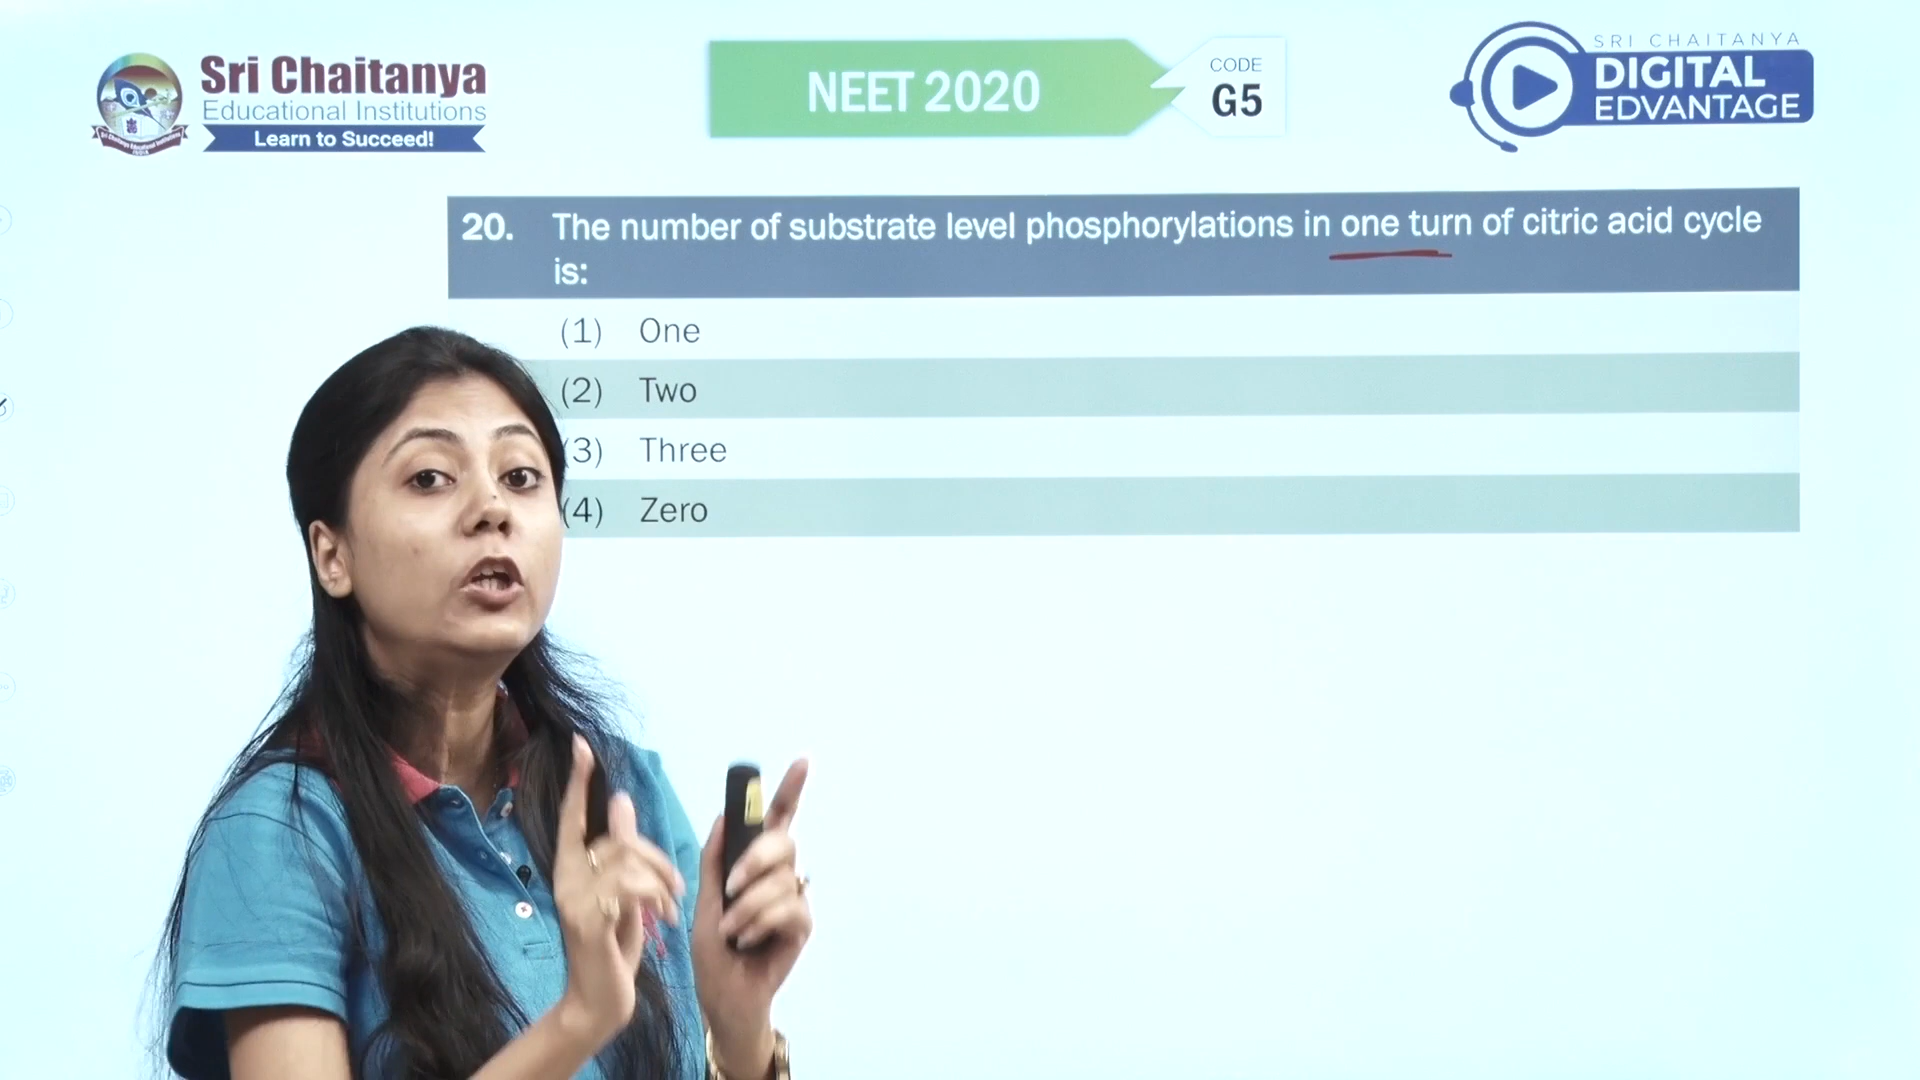 Sri Chaitanya
Educational Institutions
Learn to Succeed!
NEET 2020
CODE
G5
SRI CHAITANYA
DIGITAL
EDVANTAGE
20. The number of substrate level phosphorylations in one turn of citric acid cycle
is:
(1) One
(2) Two
(3) Three
(4) Zero